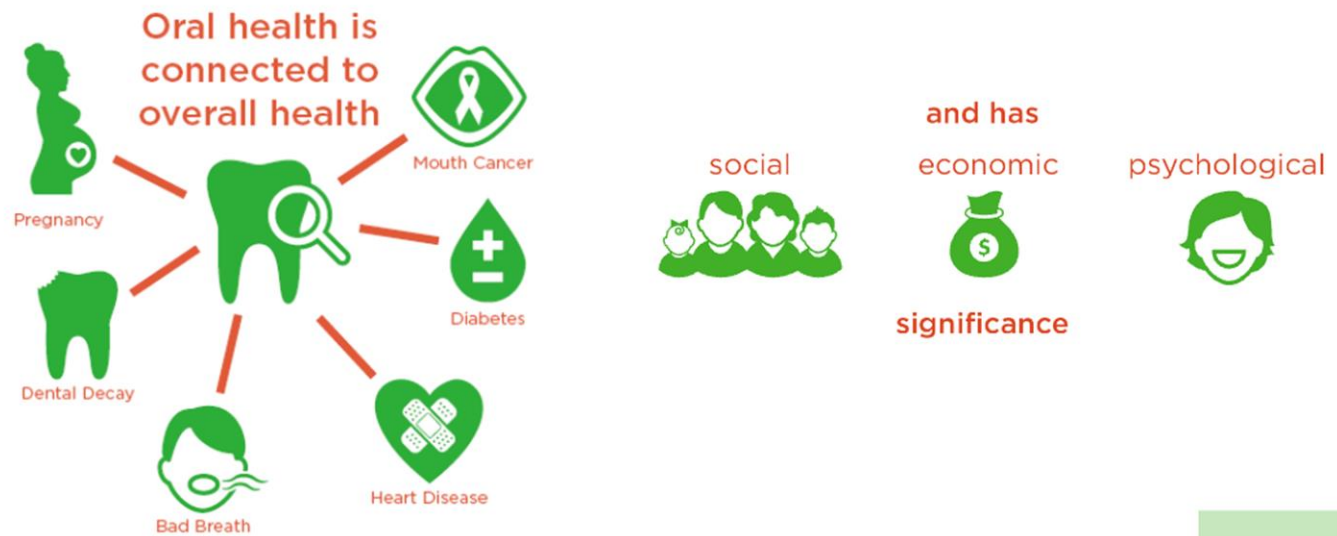 Oral health is
connected to
overall health
Pregnancy
Mouth Cancer
Diabetes
Dental Decay
Heart Disease
Bad Breath
and has
social economic psychological
$
significance